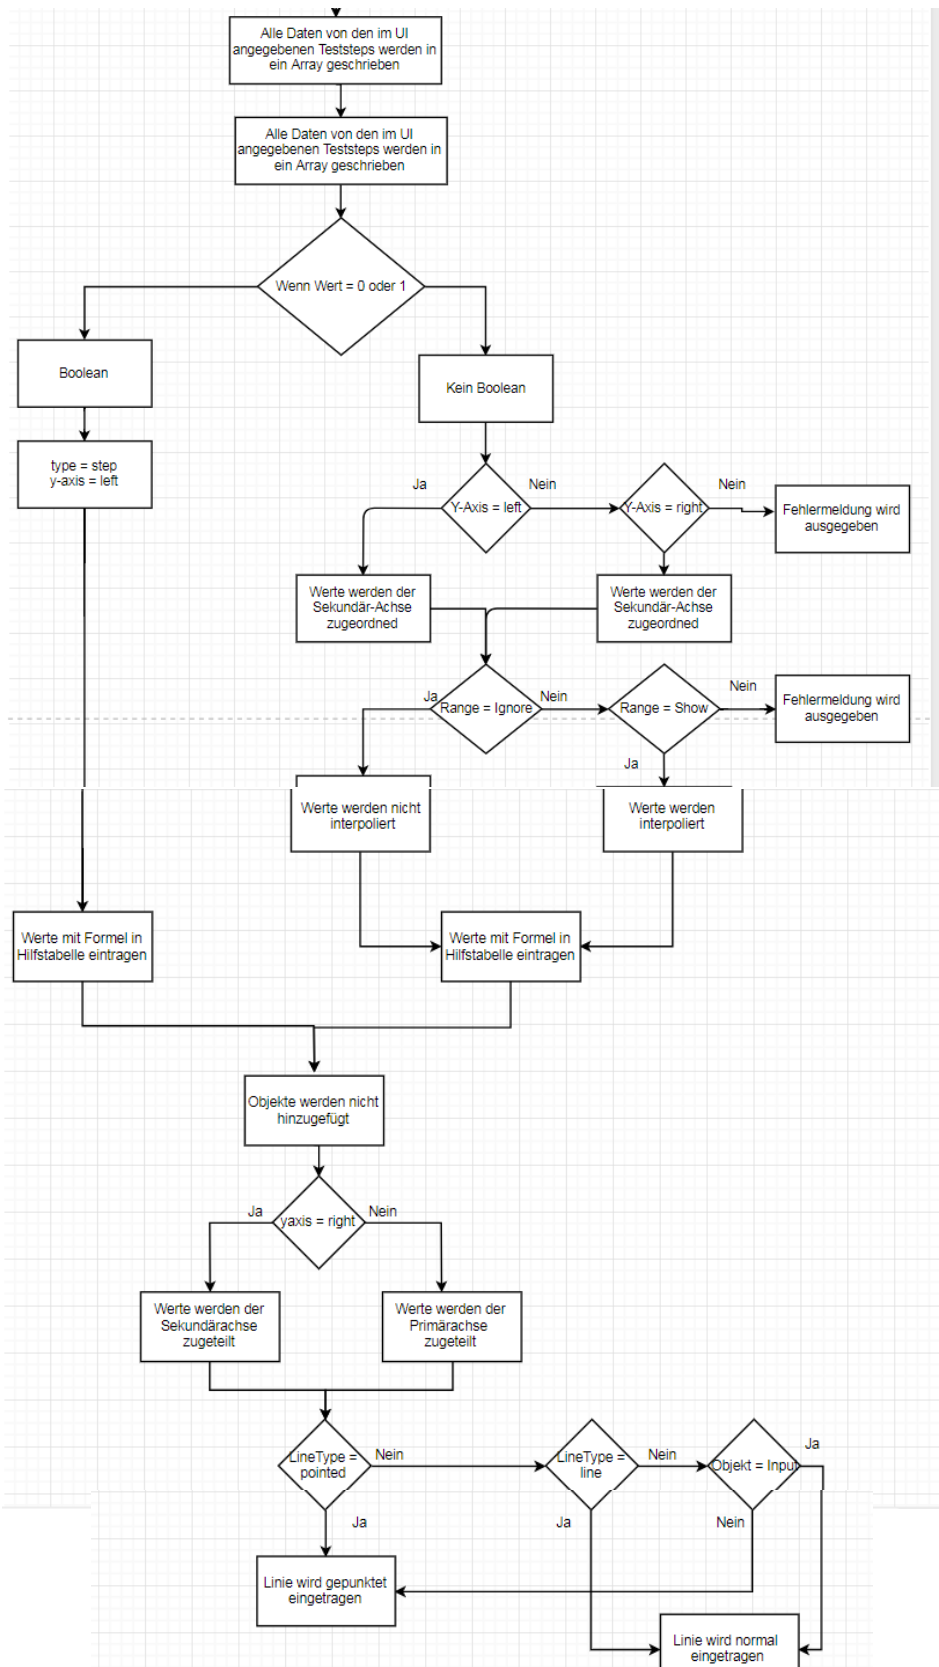 Alle Daten von den im UI
angegebenen Teststeps werden in
ein Array geschrieben
Alle Daten von den im UI
angegebenen Teststeps werden in
ein Array geschrieben
Wenn Wert = 0 oder 1
Boolean
Kein Boolean
type = step
y-axis = left
Ja
Nein
Nein
Y-Axis = left
Y-Axis = right
Fehlermeldung wird
ausgegeben
Werte werden der
Sekundär-Achse
zugeordned
Werte werden der
Sekundär-Achse
zugeordned
Ja
Nein
Nein
Range = Ignore
Range = Show
Fehlermeldung wird
ausgegeben
Ja
Werte werden nicht
interpoliert
Werte werden
interpoliert
Werte mit Formel in
Hilfstabelle eintragen
Werte mit Formel in
Hilfstabelle eintragen
Objekte werden nicht
hinzugefügt
Ja
Nein
yaxis = right
Werte werden der
Sekundärachse
zugeteilt
Werte werden der
Primärachse
zugeteilt
LineType =
pointed
Nein
LineType =
line
Nein
Objekt = Input
Ja
Ja
Ja
Nein
Linie wird gepunktet
eingetragen
Linie wird normal
eingetragen